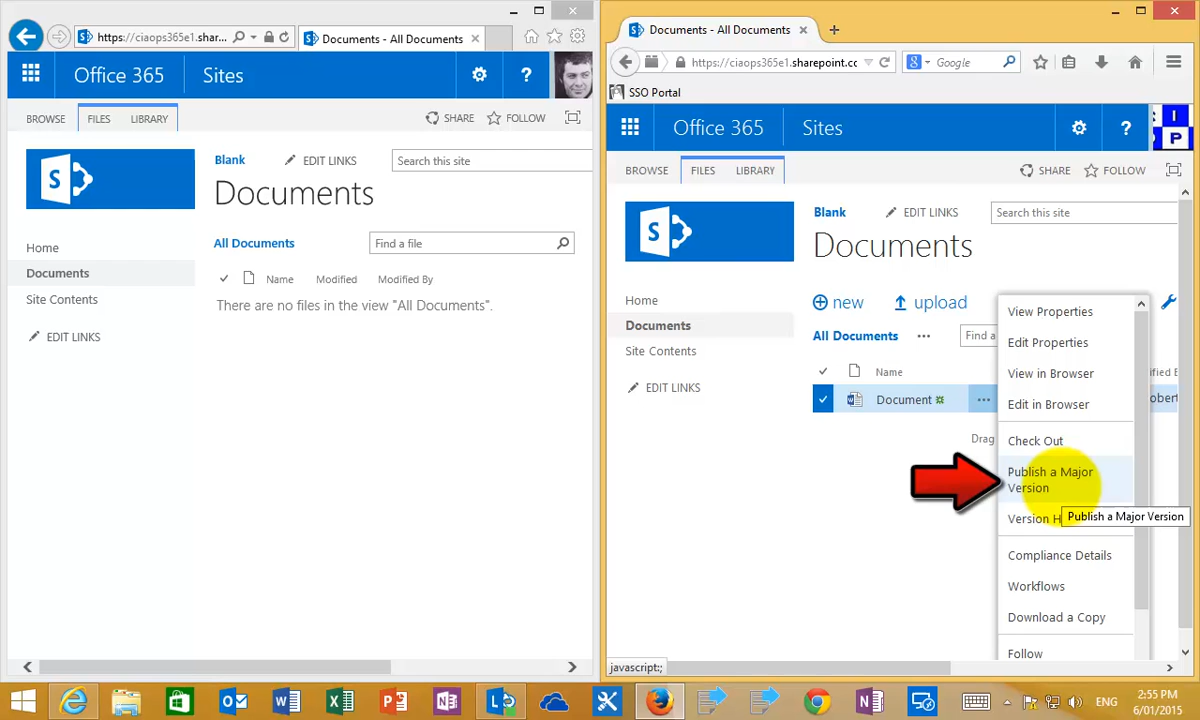 https://ciaops365e1.shar...
Documents - All Documents
Office 365
Sites
?
BROWSE
FILES
LIBRARY
SHARE
FOLLOW
S
Blank
EDIT LINKS
Search this site
Documents
Home
Documents
Site Contents
EDIT LINKS
All Documents
Find a file
Name
Modified
Modified By
There are no files in the view "All Documents".
Documents - All Documents
https://ciaops365e1.sharepoint.cc
Google
SSO Portal
Office 365
Sites
?
I
P
BROWSE
FILES
LIBRARY
SHARE
FOLLOW
S
Blank
EDIT LINKS
Search this site
Documents
Home
Documents
Site Contents
EDIT LINKS
new
upload
All Documents
...
Find a
Name
Document
...
Drag
View Properties
Edit Properties
View in Browser
Edit in Browser
Check Out
Publish a Major
Version
Version H
Publish a Major Version
Compliance Details
Workflows
Download a Copy
Follow
javascript:;
ENG
2:55 PM
6/01/2015